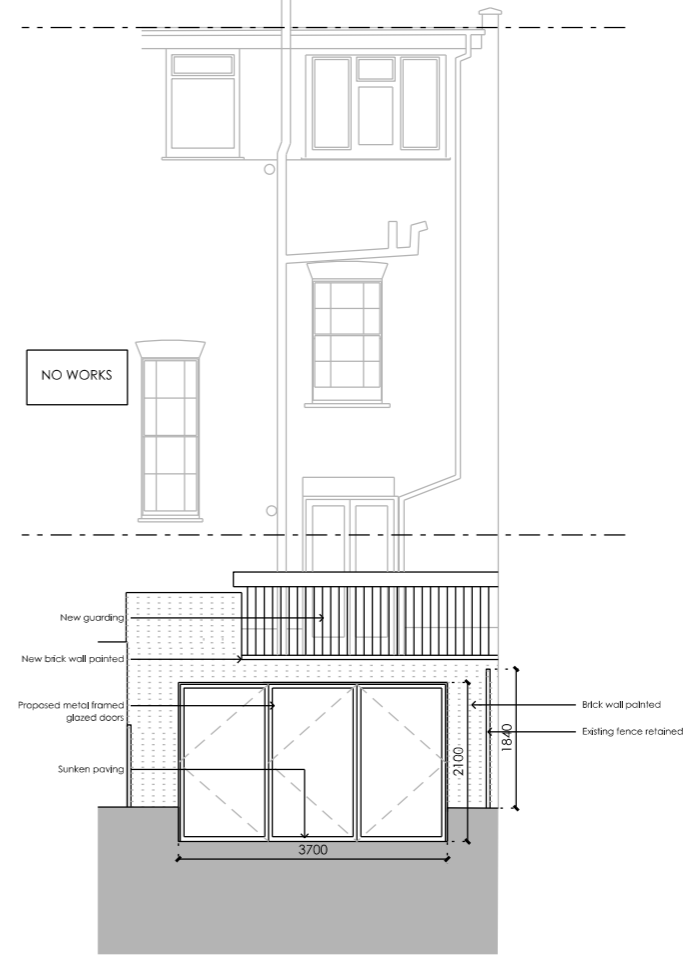 NO WORKS
New guarding
New brick wall painted
Proposed metal framed
glazed doors
Sunken paving
Brick wall painted
Existing fence retained
1840
2100
3700